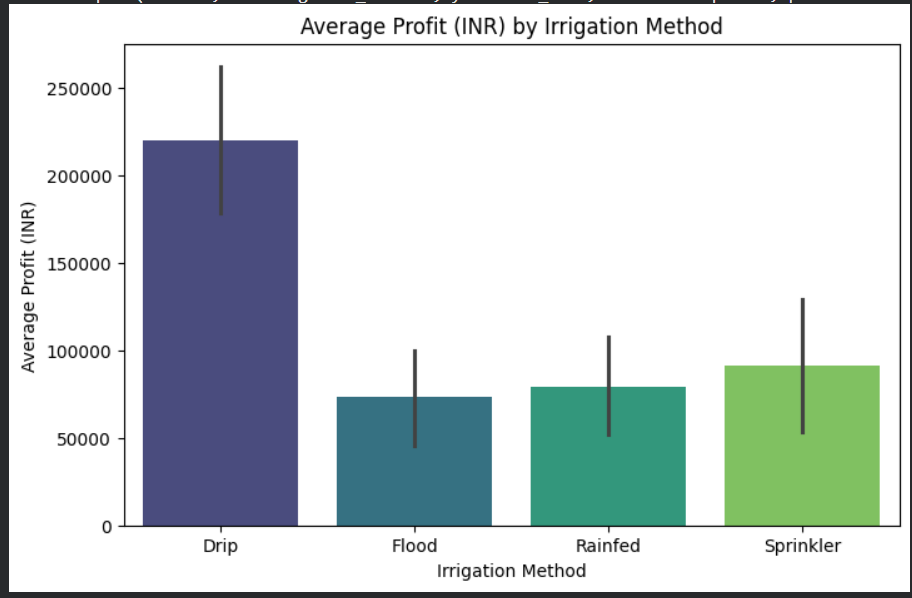 Average Profit (INR) by Irrigation Method
Average Profit (INR)
250000
200000
150000
100000
50000
0
Drip
Flood
Rainfed
Sprinkler
Irrigation Method